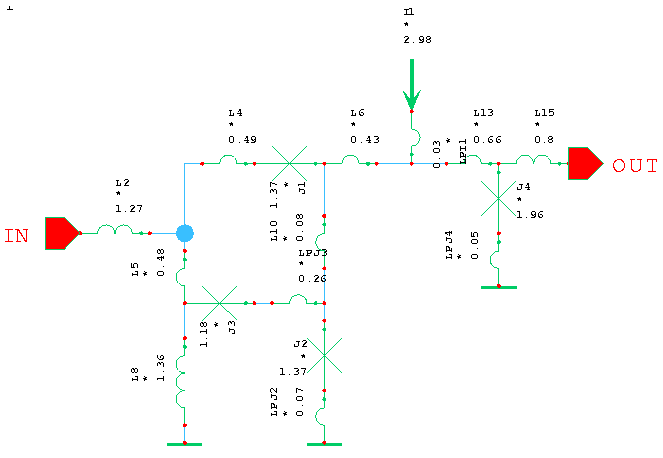 I1
*
2.98
L4
*
0.49
L6
*
0.43
L13
*
0.66
L15
*
0.8
0.03 *
LPI1
OUT
L2
*
1.27
IN
1.37
*
J1
L10
*
0.08
J4
*
1.96
LPJ4
*
0.05
L5
*
0.48
LPJ3
*
0.26
1.18
*
J3
J2
*
1.37
L8
*
1.36
LPJ2
*
0.07